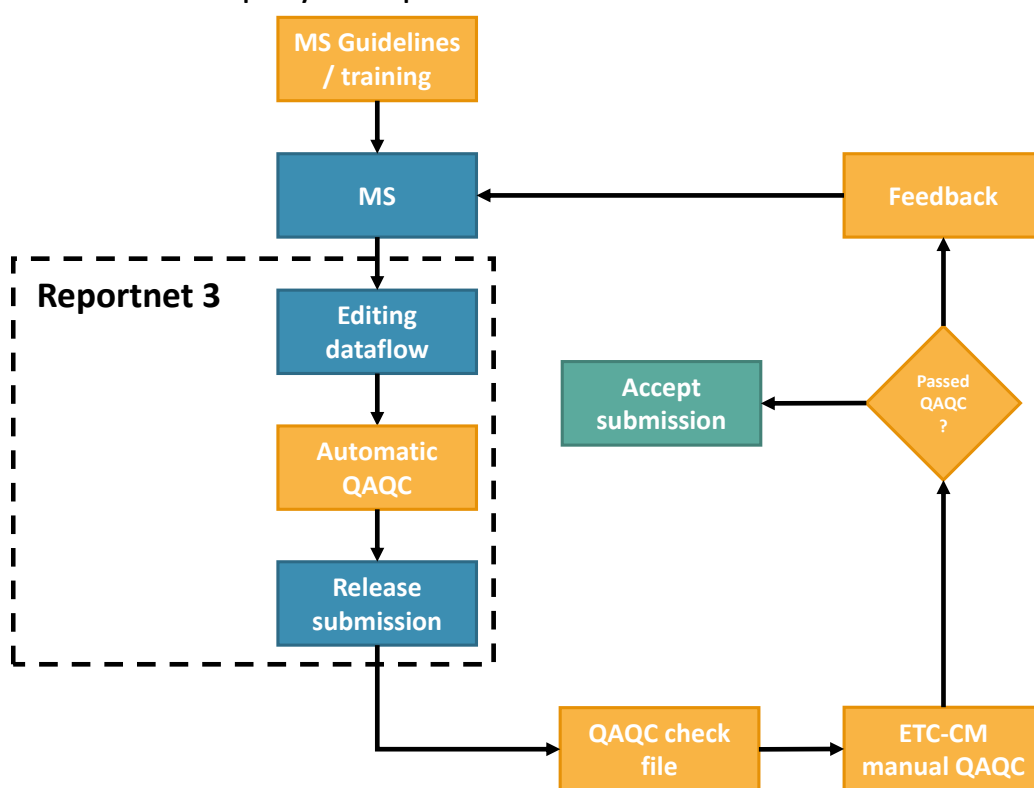 MS Guidelines
/ training
MS
Feedback
Reportnet 3
Editing
dataflow
Accept
submission
Passed
QAQC
?
Automatic
QAQC
Release
submission
QAQC check
file
ETC-CM
manual QAQC